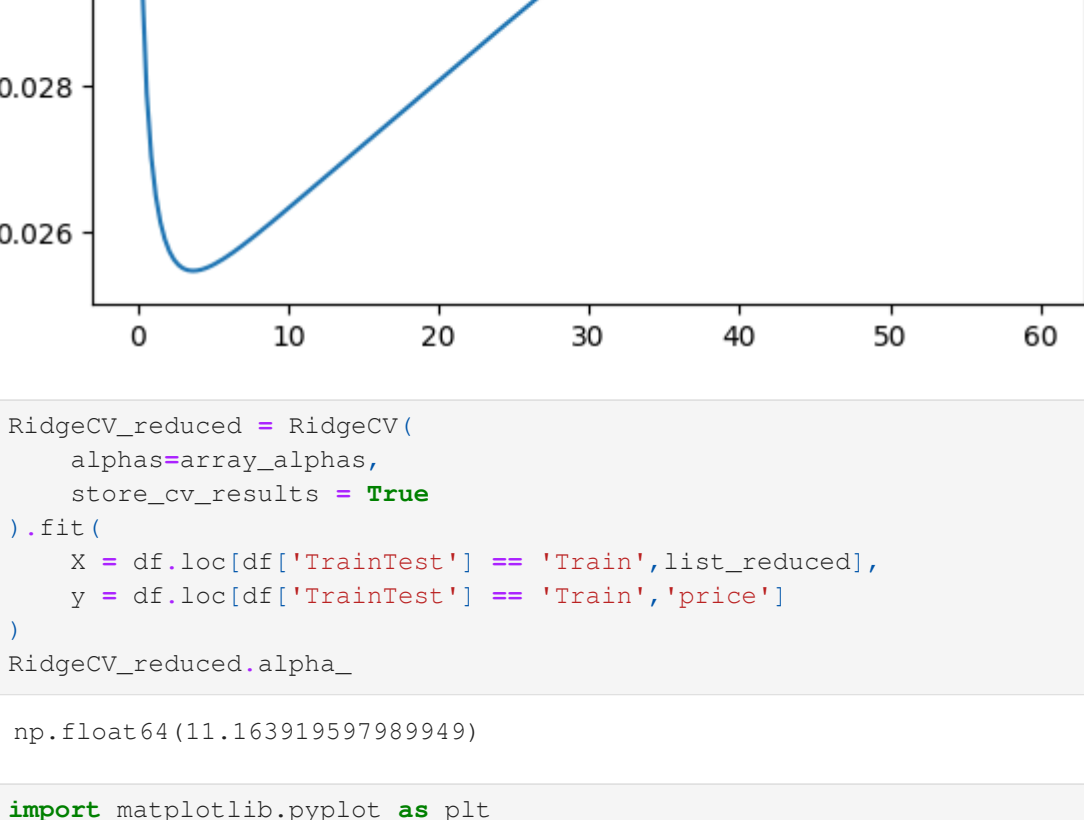 0.028
0.026
0 10 20 30 40 50 60
RidgeCV_reduced = RidgeCV(
    alphas=array_alphas,
    store_cv_results = True
).fit(
    X = df.loc[df['TrainTest'] == 'Train',list_reduced],
    y = df.loc[df['TrainTest'] == 'Train','price']
)
RidgeCV_reduced.alpha_
np.float64(11.163919597989949)
import matplotlib.pyplot as plt